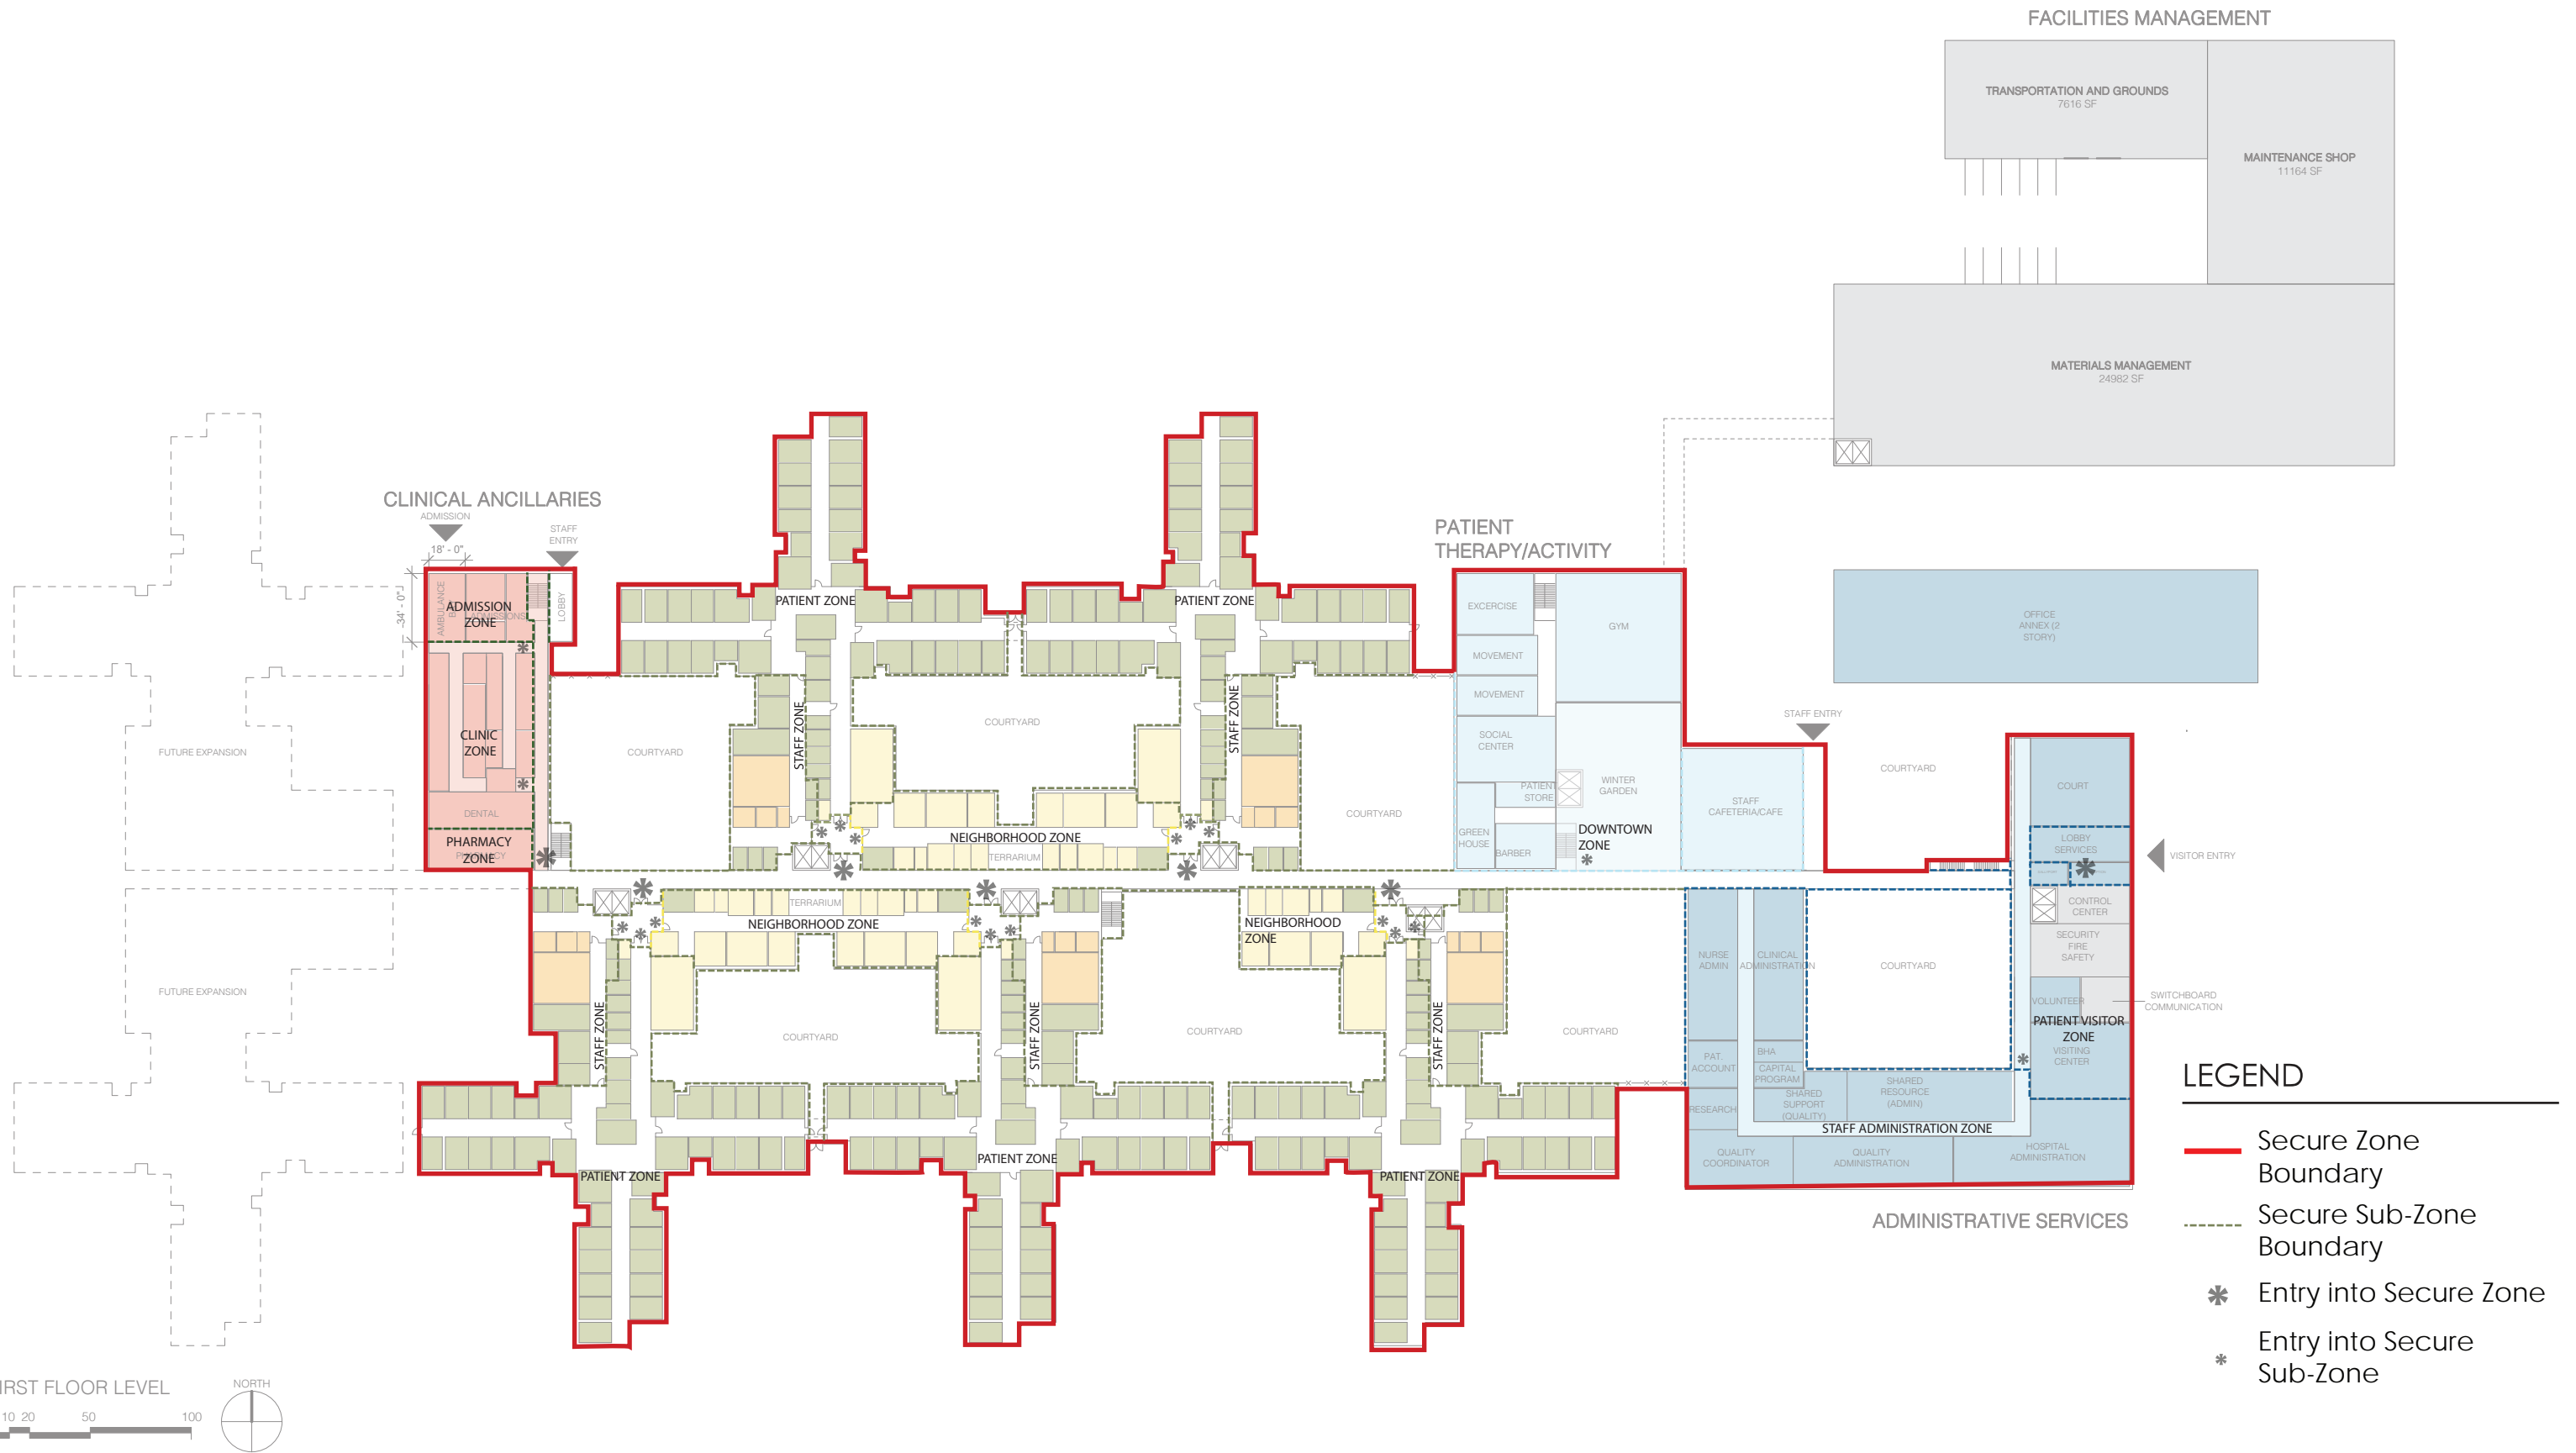 FACILITIES MANAGEMENT
TRANSPORTATION AND GROUNDS
7616 SF
MAINTENANCE SHOP
11164 SF
MATERIALS MANAGEMENT
24982 SF
CLINICAL ANCILLARIES
ADMISSION
STAFF
ENTRY
18' - 0"
34' - 0"
AMBULANCE
ADMISSION
ZONE
LOBBY
CLINIC
ZONE
DENTAL
PHARMACY
PHARMACY
ZONE
FUTURE EXPANSION
FUTURE EXPANSION
PATIENT ZONE
PATIENT ZONE
STAFF ZONE
STAFF ZONE
COURTYARD
COURTYARD
COURTYARD
NEIGHBORHOOD ZONE
TERRARIUM
PATIENT
THERAPY/ACTIVITY
EXCERCISE
GYM
MOVEMENT
MOVEMENT
SOCIAL
CENTER
PATIENT
STORE
WINTER
GARDEN
GREEN
HOUSE
BARBER
DOWNTOWN
ZONE
STAFF
CAFETERIA/CAFE
STAFF ENTRY
OFFICE
ANNEX (2
STORY)
COURTYARD
COURT
LOBBY
SERVICES
VISITOR ENTRY
CONTROL
CENTER
SECURITY
FIRE
SAFETY
VOLUNTEER
SWITCHBOARD
COMMUNICATION
PATIENT VISITOR
ZONE
VISITING
CENTER
TERRARIUM
NEIGHBORHOOD ZONE
NEIGHBORHOOD
ZONE
STAFF ZONE
STAFF ZONE
STAFF ZONE
COURTYARD
COURTYARD
COURTYARD
PATIENT ZONE
PATIENT ZONE
PATIENT ZONE
NURSE
ADMIN
CLINICAL
ADMINISTRATION
COURTYARD
PAT.
ACCOUNT
BHA
CAPITAL
PROGRAM
RESEARCH
SHARED
SUPPORT
(QUALITY)
SHARED
RESOURCE
(ADMIN)
STAFF ADMINISTRATION ZONE
QUALITY
COORDINATOR
QUALITY
ADMINISTRATION
HOSPITAL
ADMINISTRATION
ADMINISTRATIVE SERVICES
LEGEND
Secure Zone
Boundary
Secure Sub-Zone
Boundary
Entry into Secure Zone
Entry into Secure
Sub-Zone
IRST FLOOR LEVEL
10 20 50 100
NORTH